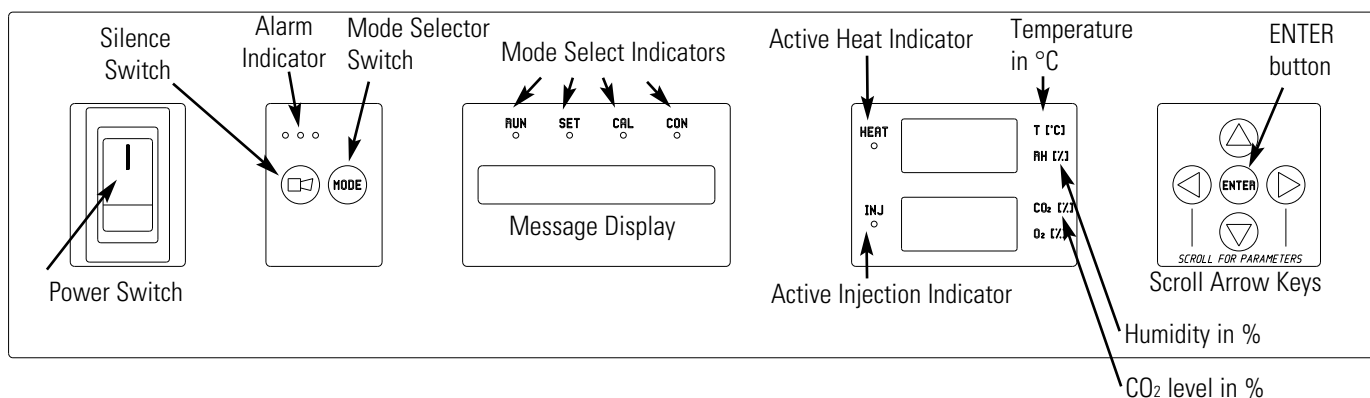 Silence
Switch
Alarm
Indicator
Mode Selector
Switch
Mode Select Indicators
Active Heat Indicator
Temperature
in °C
ENTER
button
MODE
RUN SET CAL CON
Message Display
HEAT
INJ
T [°C]
RH [%]
CO₂ [%]
O₂ [%]
ENTER
SCROLL FOR PARAMETERS
Power Switch
Active Injection Indicator
Scroll Arrow Keys
Humidity in %
CO₂ level in %